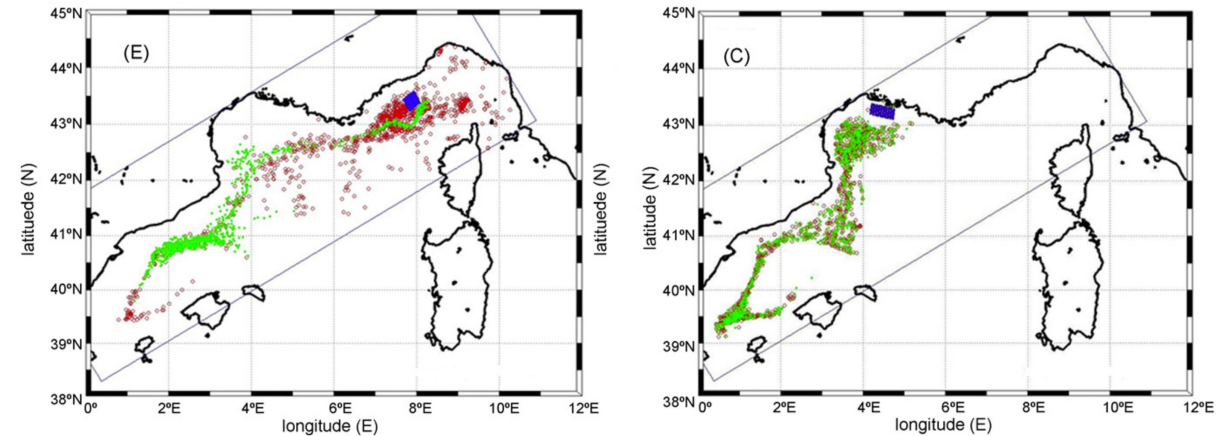 45ºN
(E)
44ºN
43ºN
42ºN
41ºN
40ºN
39ºN
38ºN
latituede (N)
0º 2ºE 4ºE 6ºE 8ºE 10ºE 12ºE
longitude (E)
45ºN
(C)
44ºN
43ºN
42ºN
41ºN
40ºN
39ºN
38ºN
latituede (N)
latituede (N)
0º 2ºE 4ºE 6ºE 8ºE 10ºE 12ºE
longitude (E)